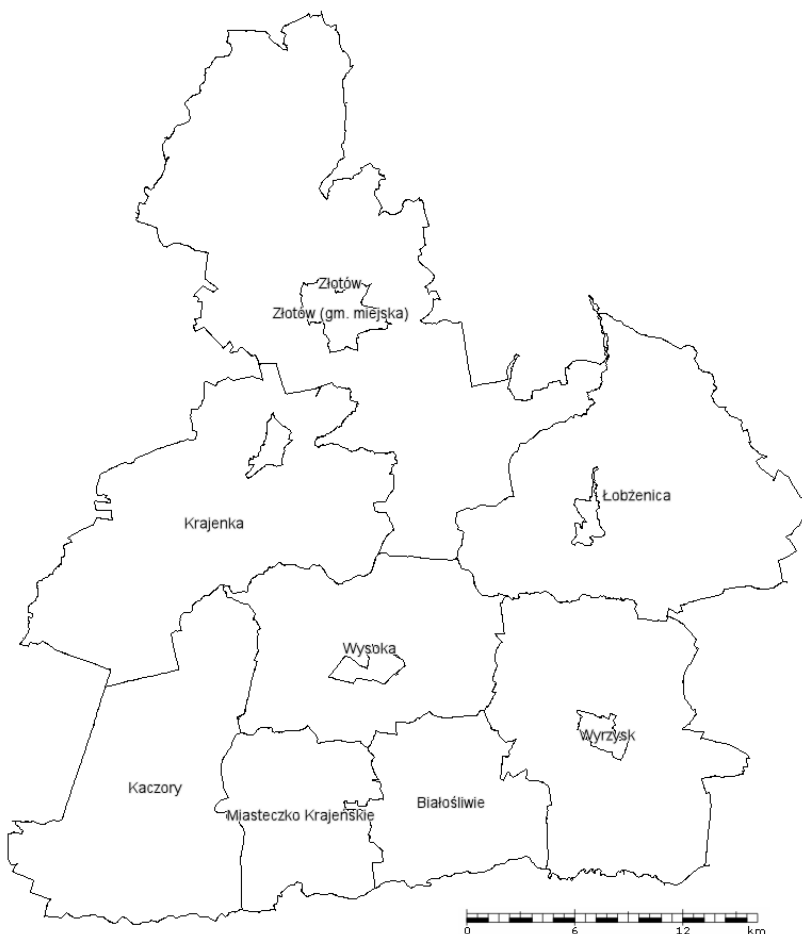 Złotów
Złotów (gm. miejska)
Łobżenica
Krajenka
Wysoka
Wyrzysk
Kaczory
Białośliwie
Miasteczko Krajeńskie
0 6 12 km